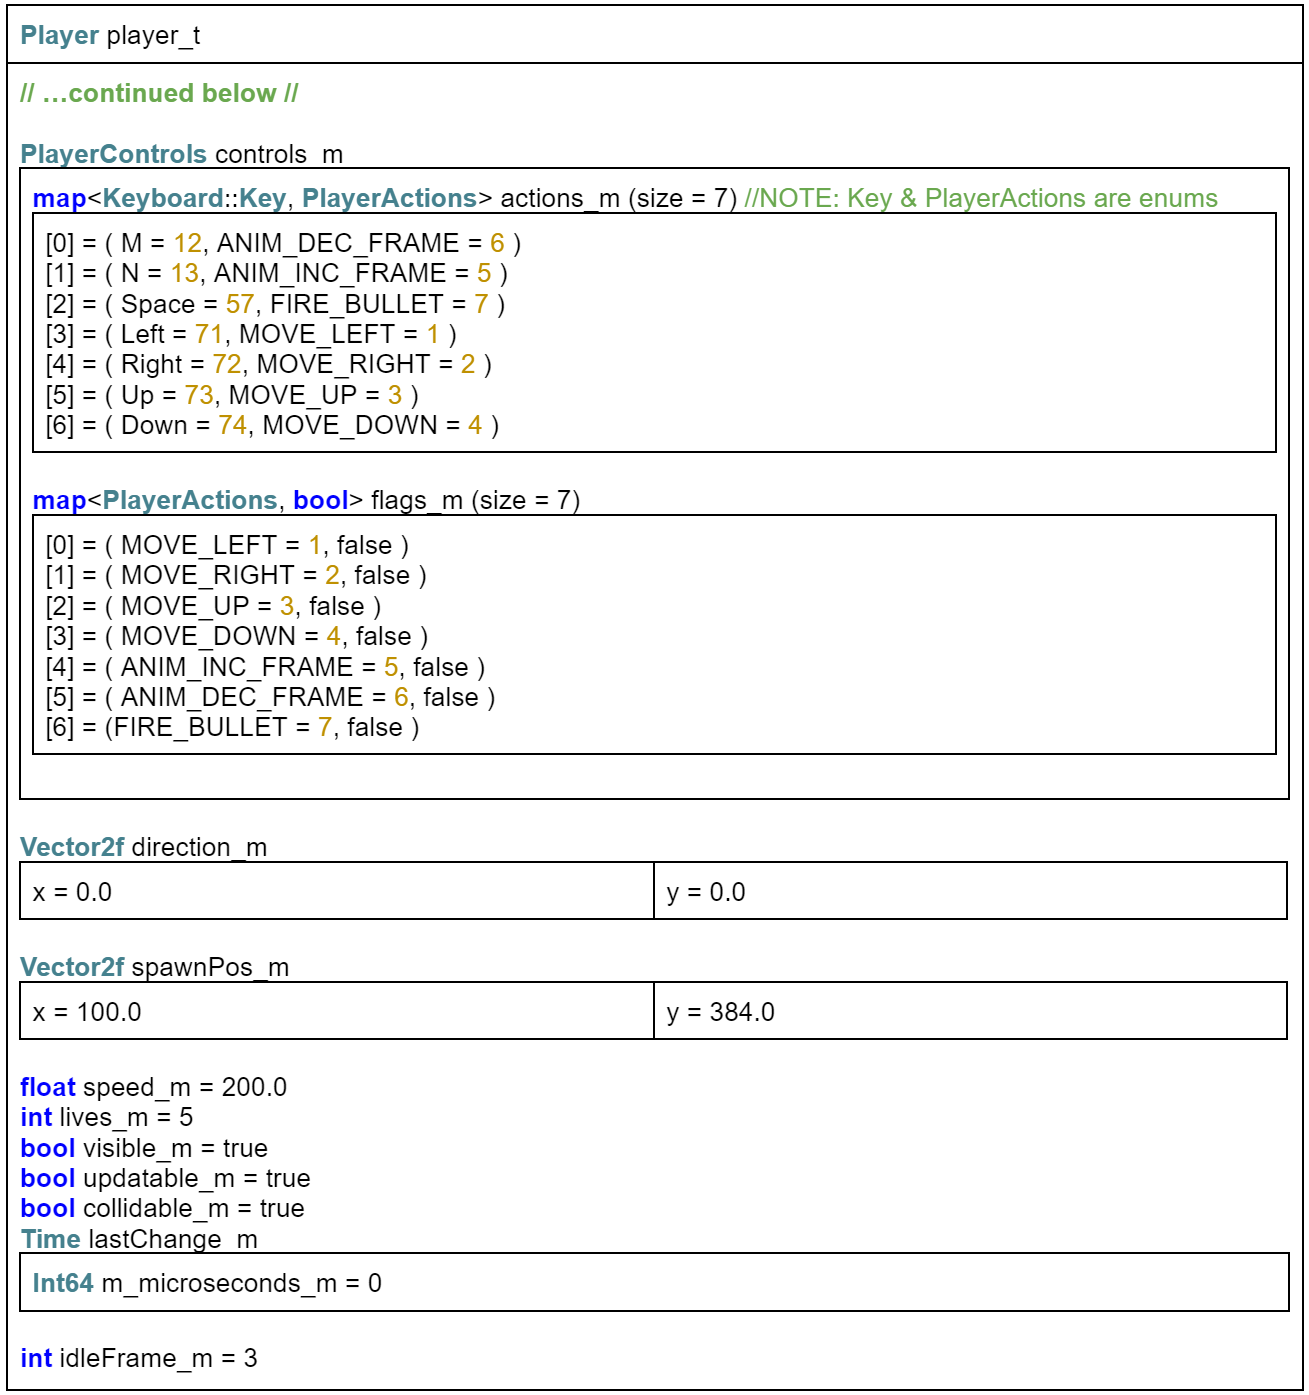 Player player_t
// ...continued below //
PlayerControls controls_m
map<Keyboard::Key, PlayerActions> actions_m (size = 7) //NOTE: Key & PlayerActions are enums
[0] = ( M = 12, ANIM_DEC_FRAME = 6 )
[1] = ( N = 13, ANIM_INC_FRAME = 5 )
[2] = ( Space = 57, FIRE_BULLET = 7 )
[3] = ( Left = 71, MOVE_LEFT = 1 )
[4] = ( Right = 72, MOVE_RIGHT = 2 )
[5] = ( Up = 73, MOVE_UP = 3 )
[6] = ( Down = 74, MOVE_DOWN = 4 )
map<PlayerActions, bool> flags_m (size = 7)
[0] = ( MOVE_LEFT = 1, false )
[1] = ( MOVE_RIGHT = 2, false )
[2] = ( MOVE_UP = 3, false )
[3] = ( MOVE_DOWN = 4, false )
[4] = ( ANIM_INC_FRAME = 5, false )
[5] = ( ANIM_DEC_FRAME = 6, false )
[6] = (FIRE_BULLET = 7, false )
Vector2f direction_m
x = 0.0 y = 0.0
Vector2f spawnPos_m
x = 100.0 y = 384.0
float speed_m = 200.0
int lives_m = 5
bool visible_m = true
bool updatable_m = true
bool collidable_m = true
Time lastChange_m
Int64 m_microseconds_m = 0
int idleFrame_m = 3